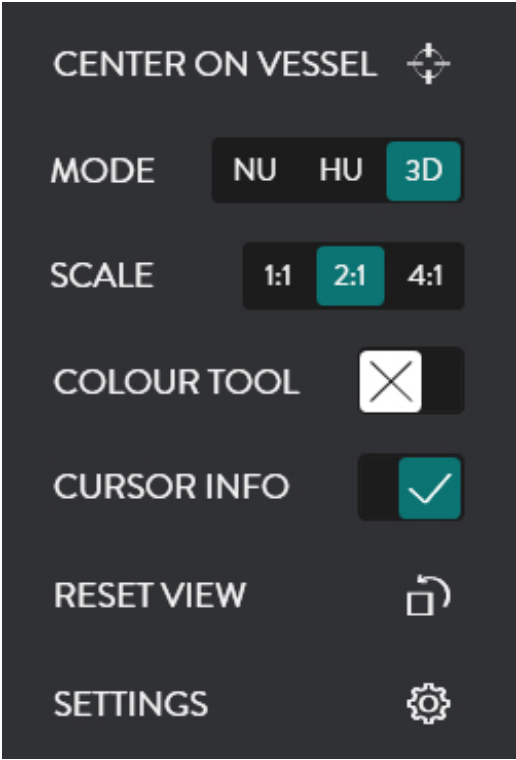 CENTER ON VESSEL
MODE NU HU 3D
SCALE 1:1 2:1 4:1
COLOUR TOOL
CURSOR INFO
RESET VIEW
SETTINGS